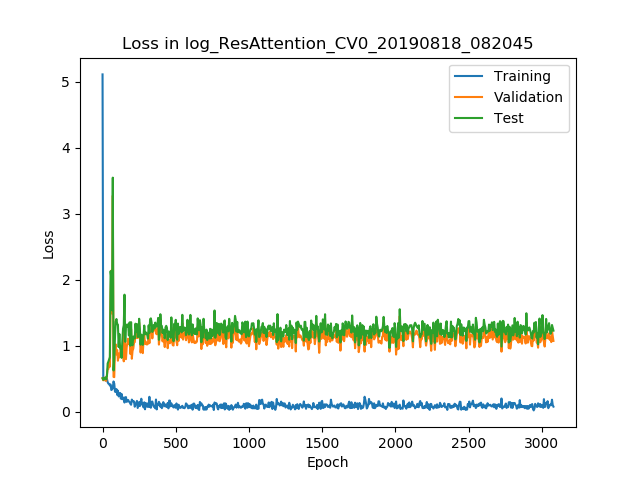 Loss in log_ResAttention_CV0_20190818_082045
Training
Validation
Test
5
4
3
2
1
0
Loss
0
500
1000
1500
2000
2500
3000
Epoch